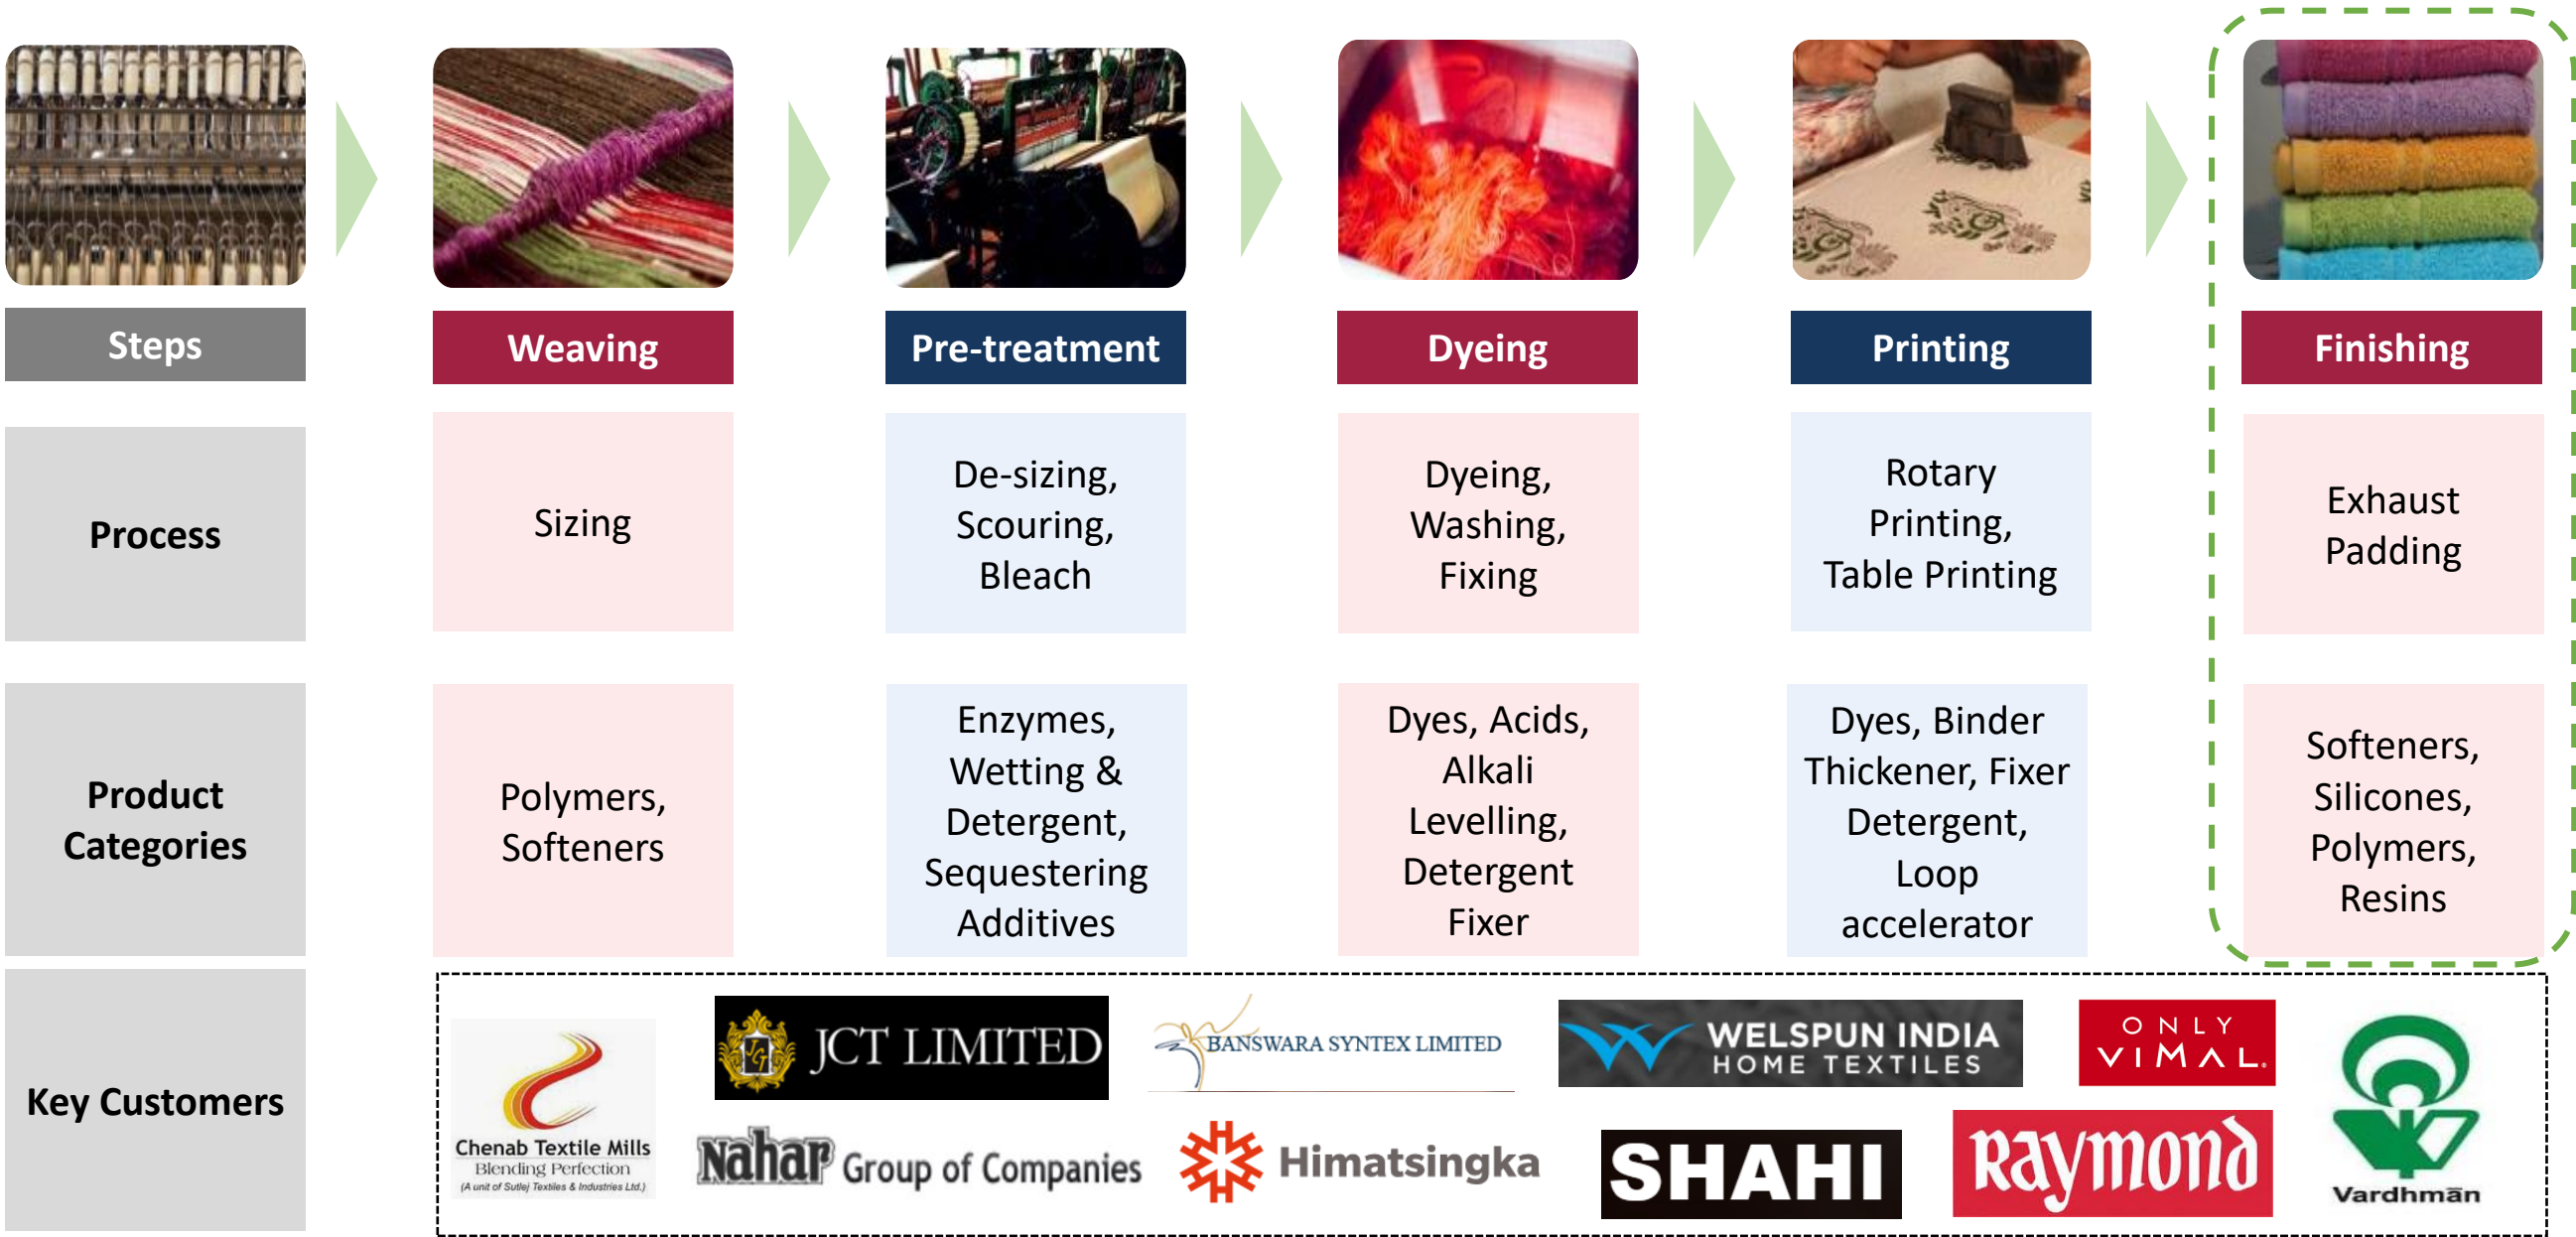 Steps
Weaving
Pre-treatment
Dyeing
Printing
Finishing
Process
Sizing
De-sizing,
Scouring,
Bleach
Dyeing,
Washing,
Fixing
Rotary
Printing,
Table Printing
Exhaust
Padding
Product
Categories
Polymers,
Softeners
Enzymes,
Wetting &
Detergent,
Sequestering
Additives
Dyes, Acids,
Alkali
Levelling,
Detergent
Fixer
Dyes, Binder
Thickener, Fixer
Detergent,
Loop
accelerator
Softeners,
Silicones,
Polymers,
Resins
Key Customers
Chenab Textile Mills
Blending Perfection
(A unit of Sutlej Textiles & Industries Ltd.)
JCT LIMITED
BANSWARA SYNTEX LIMITED
WELSPUN INDIA
HOME TEXTILES
ONLY
VIMAL.
Nahar Group of Companies
Himatsingka
SHAHI
Raymond
Vardhmān